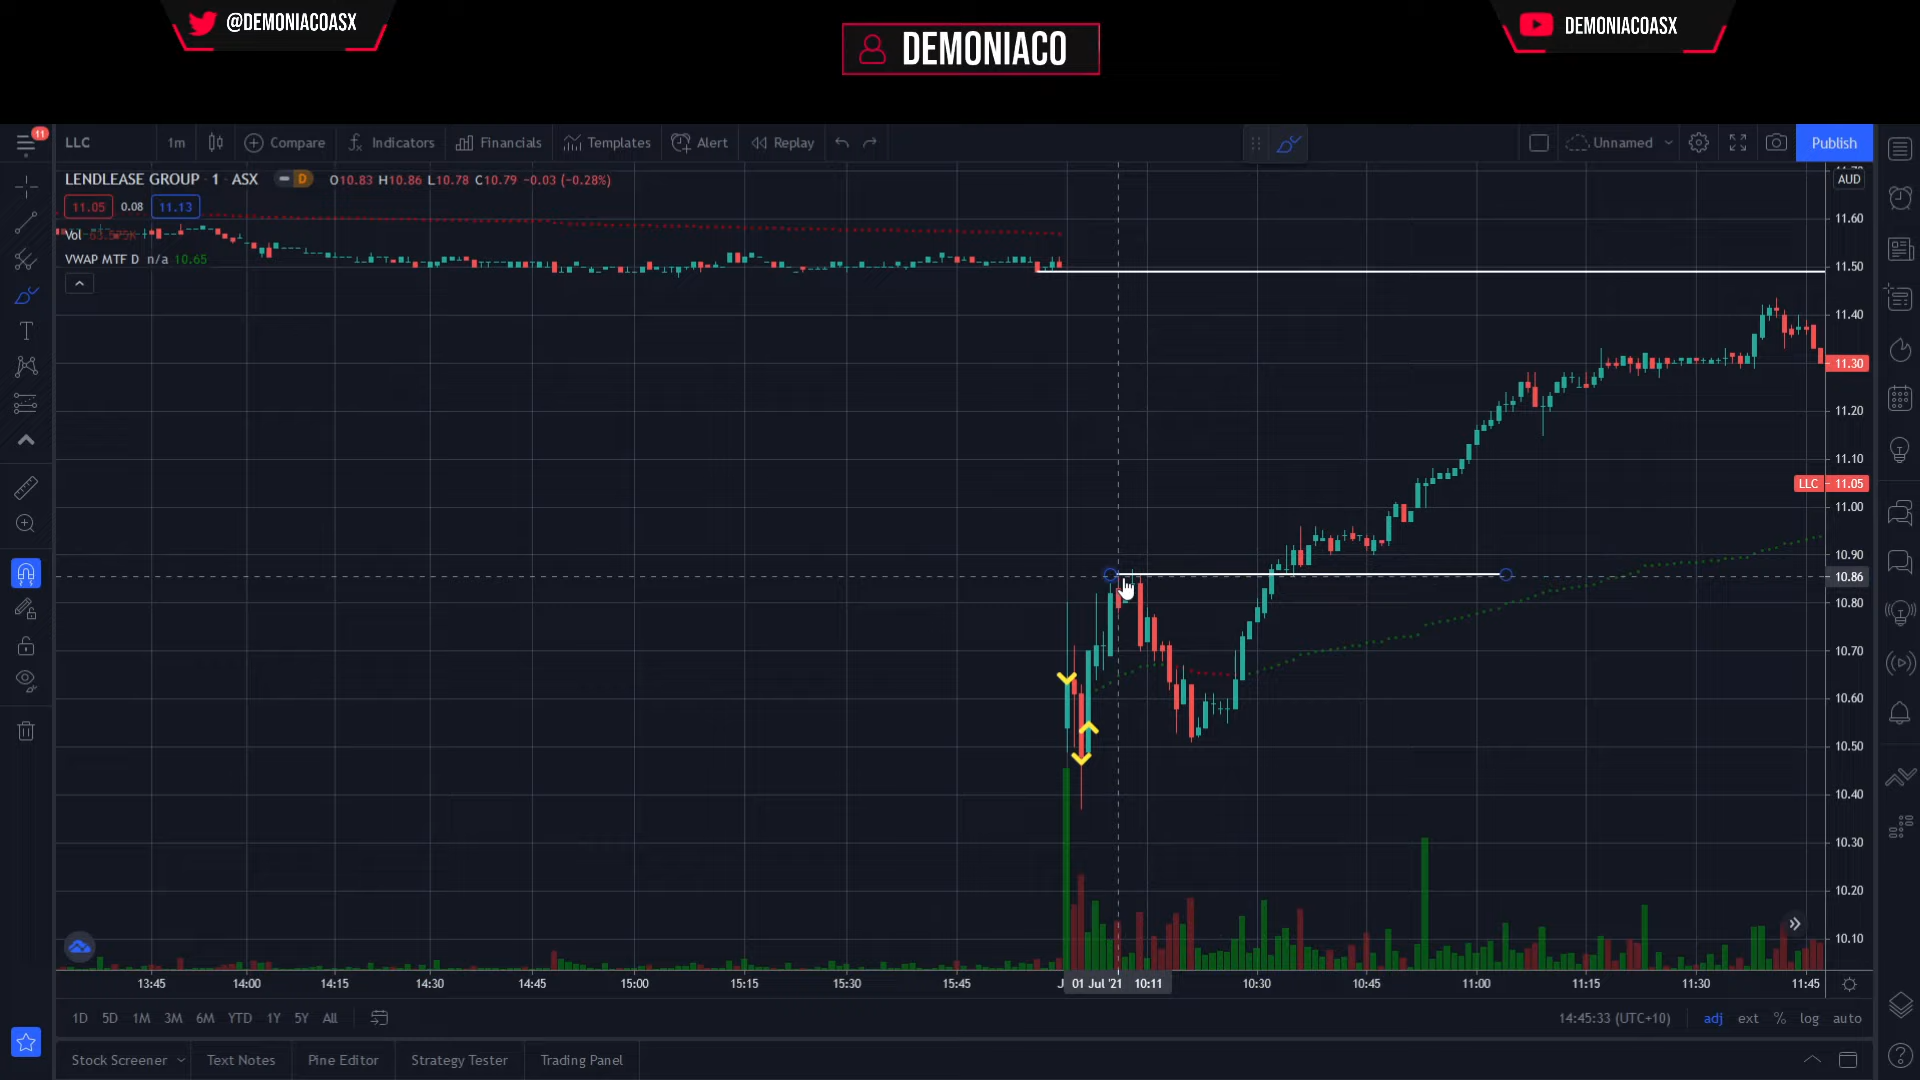 @DEMONIACOASX
DEMONIACO
DEMONIACOASX
11
LLC
1m
Compare
Indicators
Financials
Templates
Alert
Replay
Unnamed
Publish
LENDLEASE GROUP · 1 · ASX
D
O10.83 H10.86 L10.78 C10.79 −0.03 (−0.28%)
AUD
11.05
0.08
11.13
Vol
VWAP MTF D n/a 10.65
11.60
11.50
11.40
11.30
11.20
11.10
LLC 11.05
11.00
10.90
10.86
10.80
10.70
10.60
10.50
10.40
10.30
10.20
10.10
13:45
14:00
14:15
14:30
14:45
15:00
15:15
15:30
15:45
01 Jul '21 10:11
10:30
10:45
11:00
11:15
11:30
11:45
1D 5D 1M 3M 6M YTD 1Y 5Y All
14:45:33 (UTC+10)
adj ext % log auto
Stock Screener
Text Notes
Pine Editor
Strategy Tester
Trading Panel